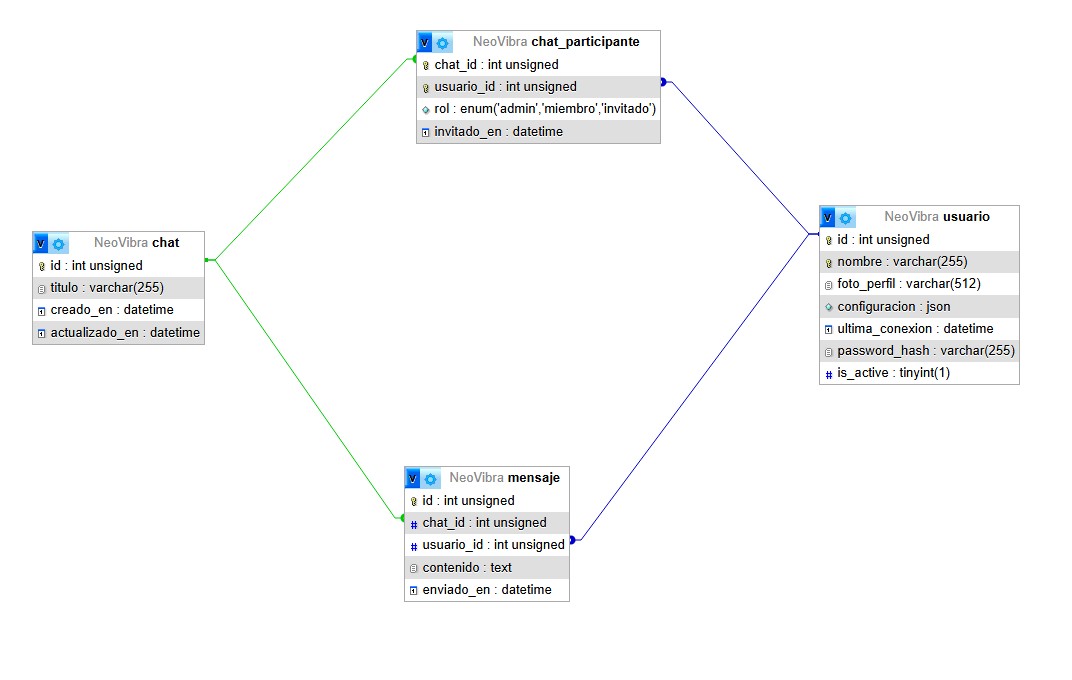 NeoVibra chat_participante
chat_id : int unsigned
usuario_id : int unsigned
rol : enum('admin','miembro','invitado')
invitado_en : datetime
NeoVibra usuario
id : int unsigned
nombre : varchar(255)
foto_perfil : varchar(512)
configuracion : json
ultima_conexion : datetime
password_hash : varchar(255)
is_active : tinyint(1)
NeoVibra chat
id : int unsigned
titulo : varchar(255)
creado_en : datetime
actualizado_en : datetime
NeoVibra mensaje
id : int unsigned
chat_id : int unsigned
usuario_id : int unsigned
contenido : text
enviado_en : datetime